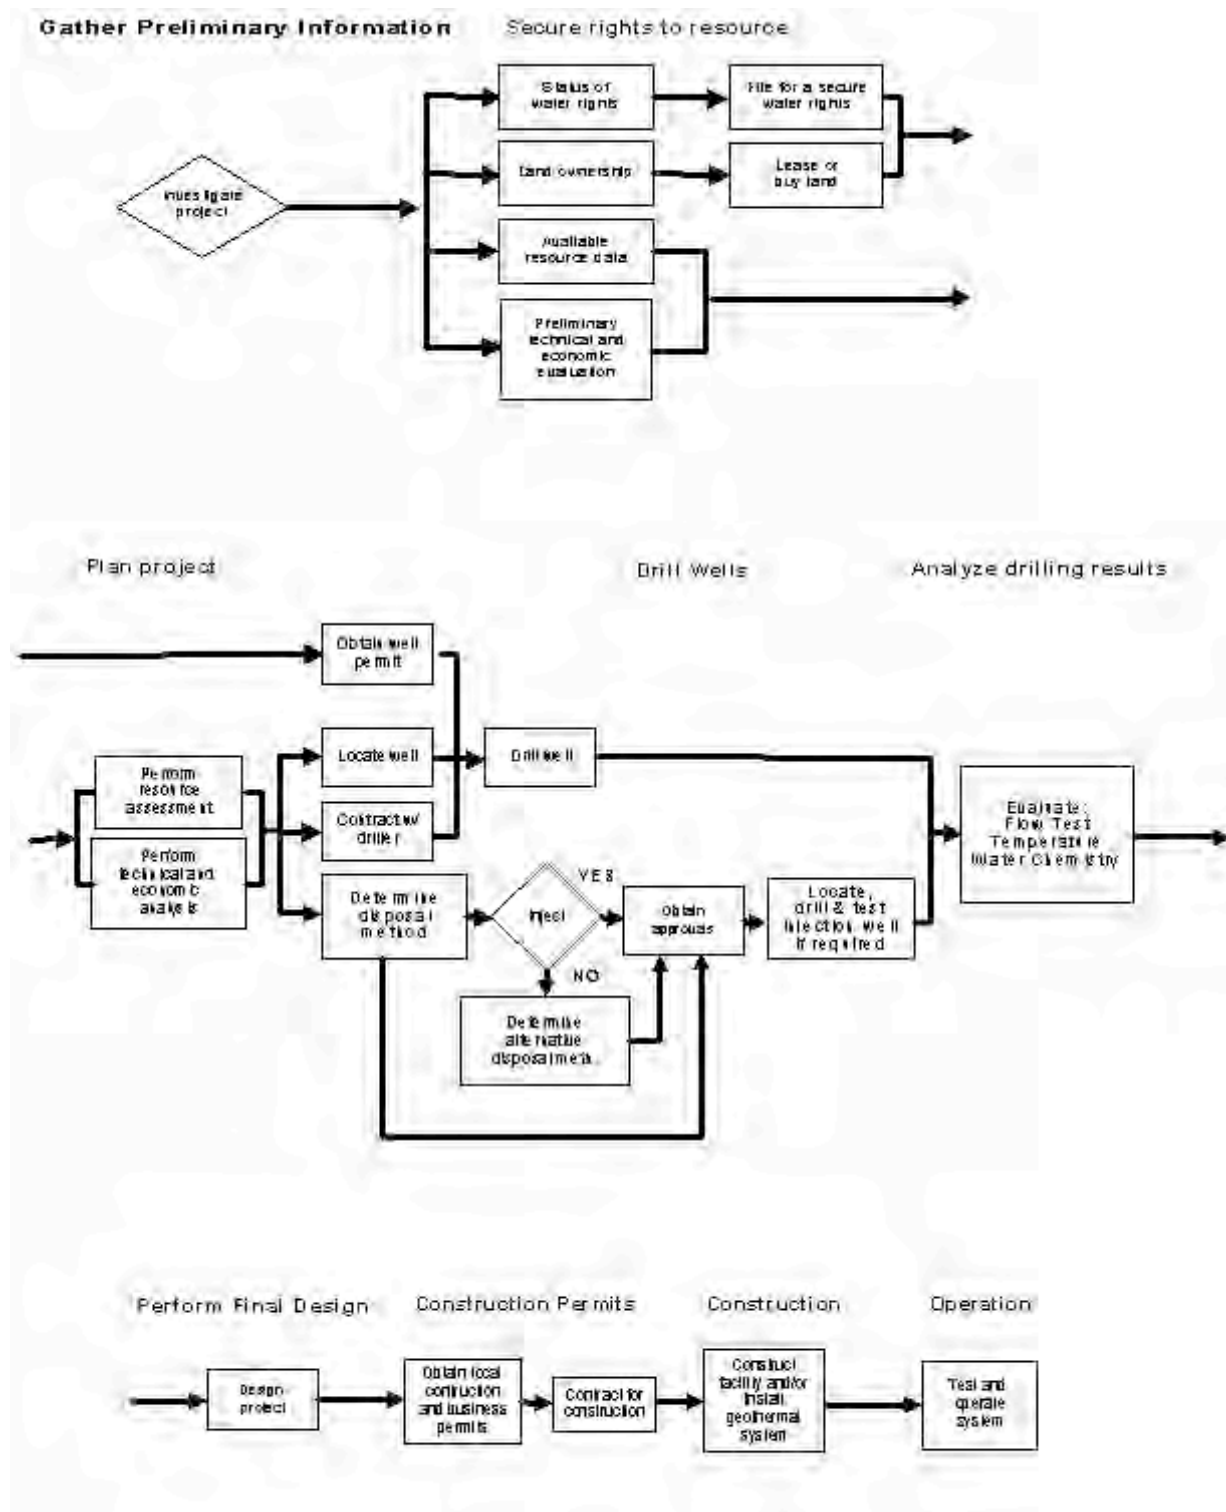 Gather Preliminary Information
Secure rights to resource
Status of
water rights
File for a secure
water rights
Investigate
project
Land ownership
Lease or
buy land
Available
resource data
Preliminary
technical and
economic
evaluation
Plan project
Drill Wells
Analyze drilling results
Obtain well
permit
Locate well
Drill well
Perform
resource
assessment
Contract w/
driller
Evaluate:
Flow Test
Temperature
Water Chemistry
Perform
technical and
economic
analysis
Determine
disposal
method
Inject
YES
Obtain
approvals
Locate,
drill & test
injection well
if required
NO
Determine
alternative
disposal meth.
Perform Final Design
Construction Permits
Construction
Operation
Design
project
Obtain local
contruction
and business
permits
Contract for
construction
Construct
facility and/or
install
geothermal
system
Test and
operate
system